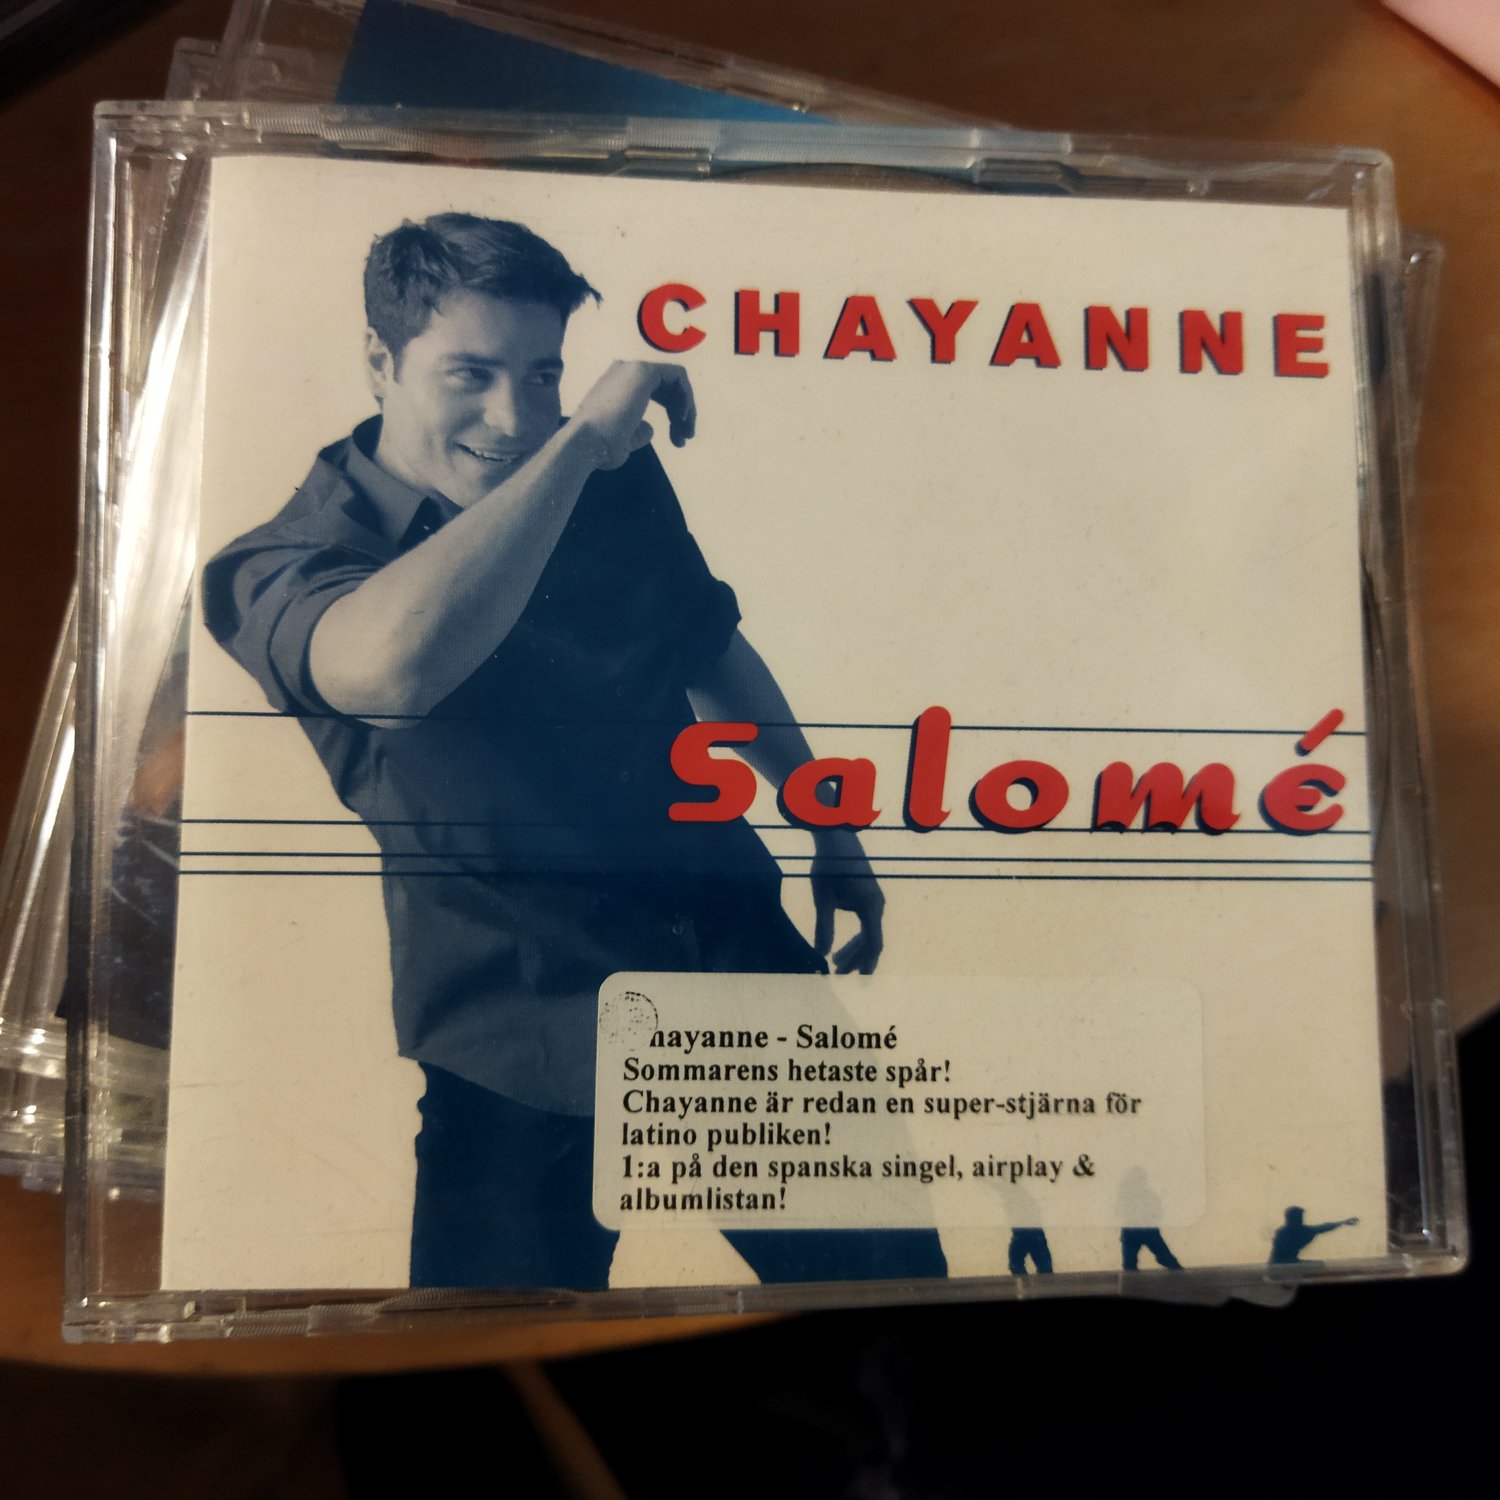 CHAYANNE
Salomé
hayanne - Salomé
Sommarens hetaste spår!
Chayanne är redan en super-stjärna för
latino publiken!
1:a på den spanska singel, airplay &
albumlistan!